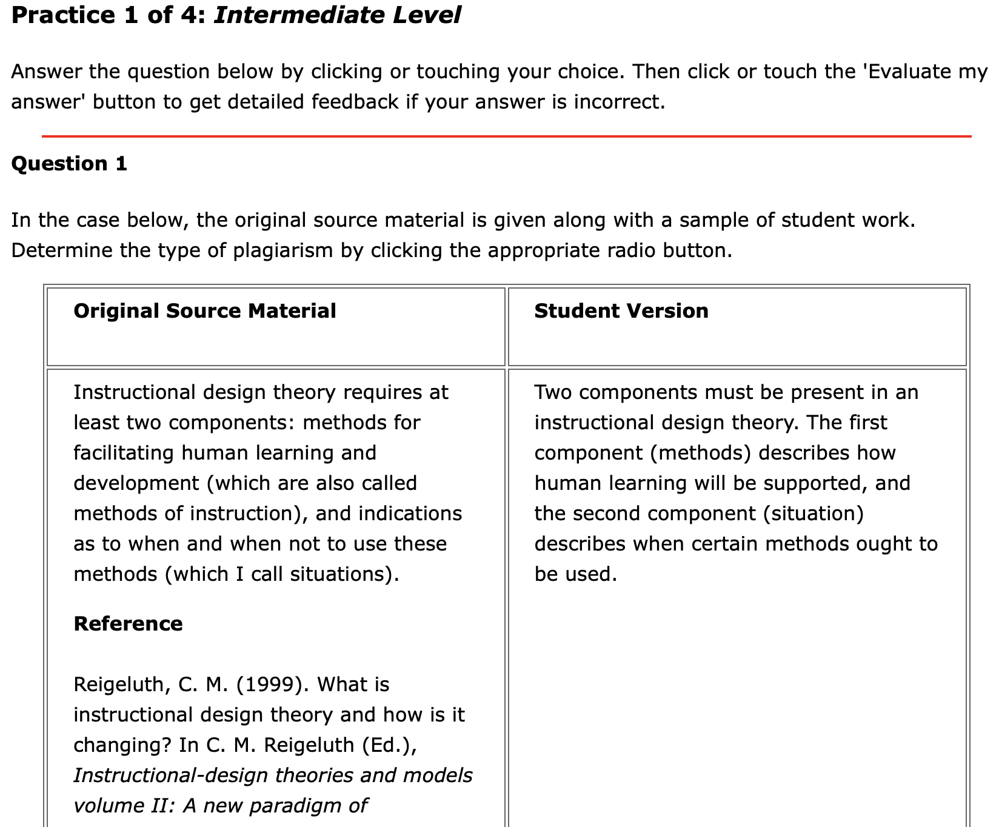 Practice 1 of 4: Intermediate Level
Answer the question below by clicking or touching your choice. Then click or touch the 'Evaluate my
answer' button to get detailed feedback if your answer is incorrect.
Question 1
In the case below, the original source material is given along with a sample of student work.
Determine the type of plagiarism by clicking the appropriate radio button.
Original Source Material
Student Version
Instructional design theory requires at
least two components: methods for
facilitating human learning and
development (which are also called
methods of instruction), and indications
as to when and when not to use these
methods (which I call situations).
Reference
Reigeluth, C. M. (1999). What is
instructional design theory and how is it
changing? In C. M. Reigeluth (Ed.),
Instructional-design theories and models
volume II: A new paradigm of
Two components must be present in an
instructional design theory. The first
component (methods) describes how
human learning will be supported, and
the second component (situation)
describes when certain methods ought to
be used.